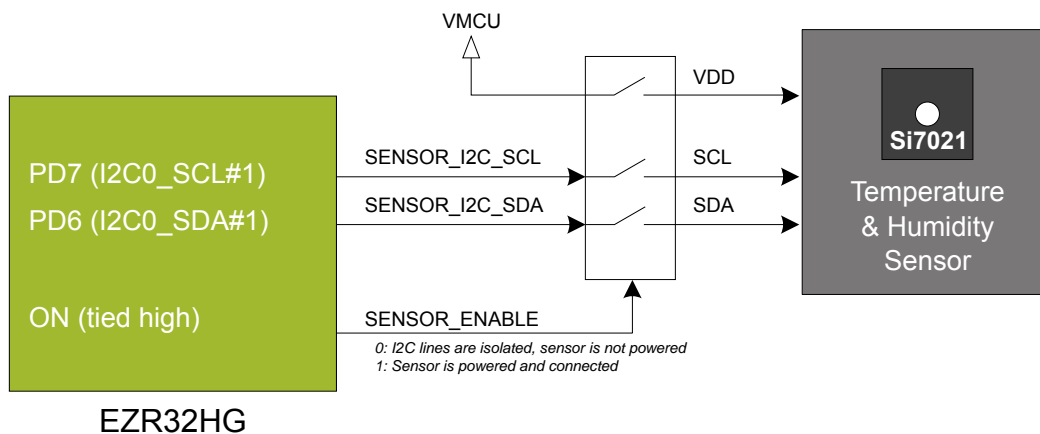 VMCU
VDD
PD7 (I2C0_SCL#1)
SENSOR_I2C_SCL
SCL
PD6 (I2C0_SDA#1)
SENSOR_I2C_SDA
SDA
Si7021
Temperature
& Humidity
Sensor
ON (tied high)
SENSOR_ENABLE
0: I2C lines are isolated, sensor is not powered
1: Sensor is powered and connected
EZR32HG